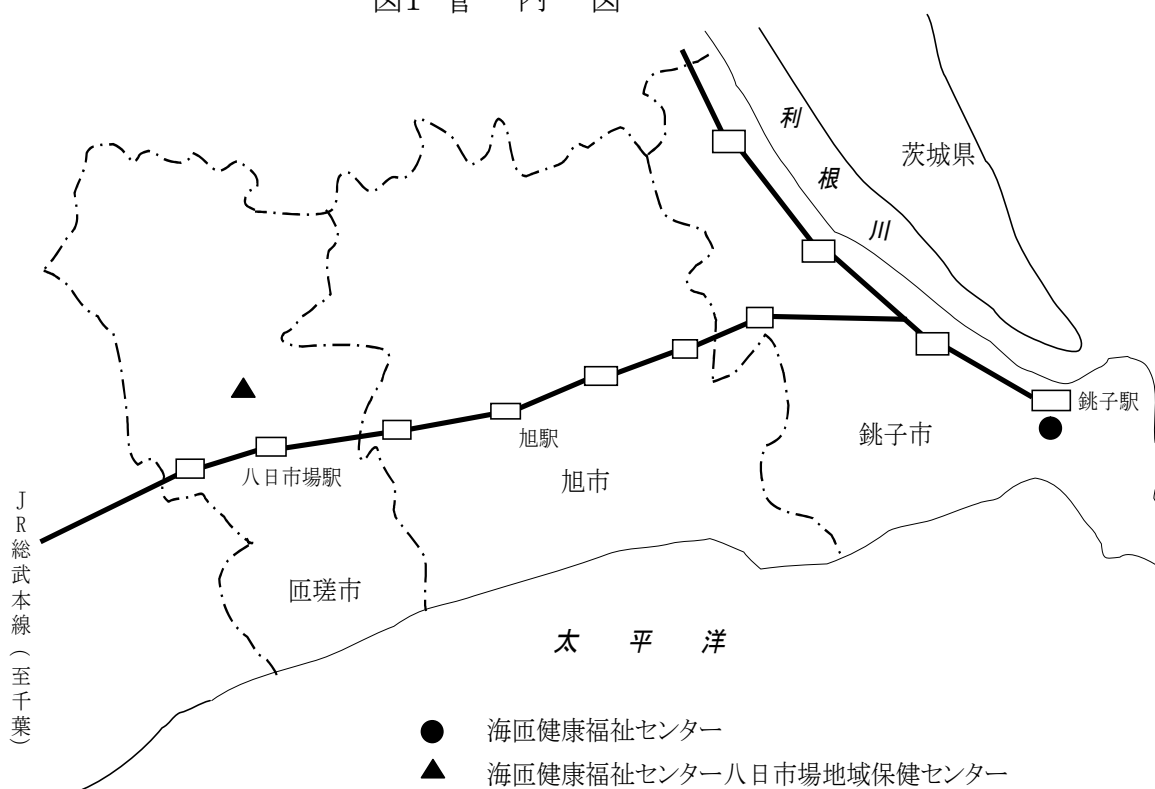 図1 管 内 図
利根川
茨城県
銚子駅
銚子市
旭駅
旭市
八日市場駅
匝瑳市
JR総武本線(至千葉)
太 平 洋
● 海匝健康福祉センター
▲ 海匝健康福祉センター八日市場地域保健センター